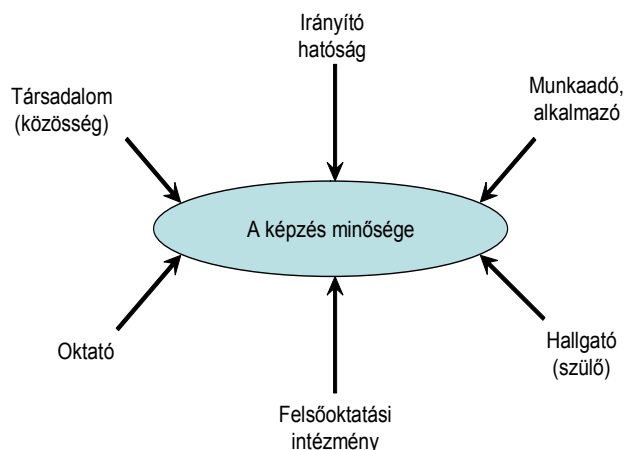 Irányító
hatóság
Társadalom
(közösség)
Munkaadó,
alkalmazó
A képzés minősége
Oktató
Hallgató
(szülő)
Felsőoktatási
intézmény